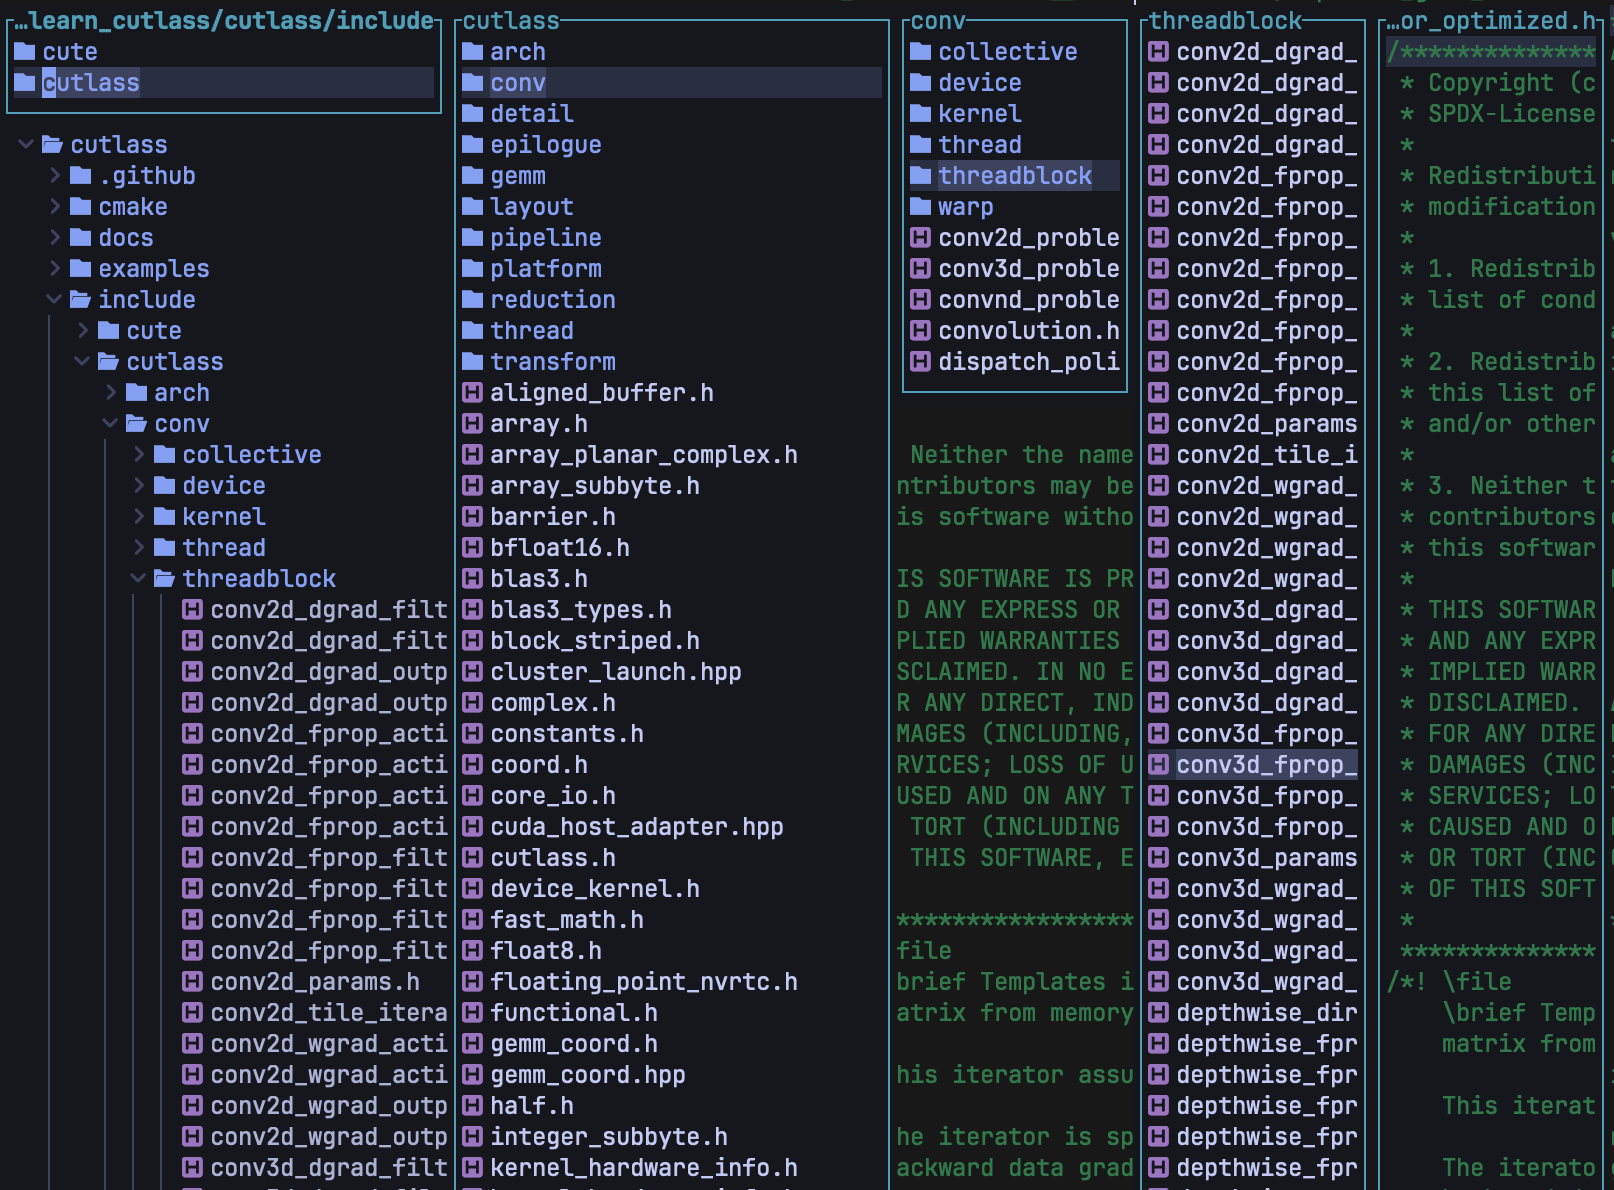 …learn_cutlass/cutlass/include
cute
cutlass
cutlass
.github
cmake
docs
examples
include
cute
cutlass
arch
conv
collective
device
kernel
thread
threadblock
conv2d_dgrad_filt
conv2d_dgrad_filt
conv2d_dgrad_outp
conv2d_dgrad_outp
conv2d_fprop_acti
conv2d_fprop_acti
conv2d_fprop_acti
conv2d_fprop_acti
conv2d_fprop_filt
conv2d_fprop_filt
conv2d_fprop_filt
conv2d_fprop_filt
conv2d_params.h
conv2d_tile_itera
conv2d_wgrad_acti
conv2d_wgrad_acti
conv2d_wgrad_outp
conv2d_wgrad_outp
conv3d_dgrad_filt
cutlass
arch
conv
detail
epilogue
gemm
layout
pipeline
platform
reduction
thread
transform
aligned_buffer.h
array.h
array_planar_complex.h
array_subbyte.h
barrier.h
bfloat16.h
blas3.h
blas3_types.h
block_striped.h
cluster_launch.hpp
complex.h
constants.h
coord.h
core_io.h
cuda_host_adapter.hpp
cutlass.h
device_kernel.h
fast_math.h
float8.h
floating_point_nvrtc.h
functional.h
gemm_coord.h
gemm_coord.hpp
half.h
integer_subbyte.h
kernel_hardware_info.h
conv
collective
device
kernel
thread
threadblock
warp
conv2d_proble
conv3d_proble
convnd_proble
convolution.h
dispatch_poli
Neither the name
ntributors may be
is software witho
IS SOFTWARE IS PR
D ANY EXPRESS OR
PLIED WARRANTIES
SCLAIMED. IN NO E
R ANY DIRECT, IND
MAGES (INCLUDING,
RVICES; LOSS OF U
USED AND ON ANY T
TORT (INCLUDING
THIS SOFTWARE, E
*****************
file
brief Templates i
atrix from memory
his iterator assu
he iterator is sp
ackward data grad
threadblock
conv2d_dgrad_
conv2d_dgrad_
conv2d_dgrad_
conv2d_dgrad_
conv2d_fprop_
conv2d_fprop_
conv2d_fprop_
conv2d_fprop_
conv2d_fprop_
conv2d_fprop_
conv2d_fprop_
conv2d_fprop_
conv2d_params
conv2d_tile_i
conv2d_wgrad_
conv2d_wgrad_
conv2d_wgrad_
conv2d_wgrad_
conv3d_dgrad_
conv3d_dgrad_
conv3d_dgrad_
conv3d_dgrad_
conv3d_fprop_
conv3d_fprop_
conv3d_fprop_
conv3d_fprop_
conv3d_params
conv3d_wgrad_
conv3d_wgrad_
conv3d_wgrad_
conv3d_wgrad_
depthwise_dir
depthwise_fpr
depthwise_fpr
depthwise_fpr
depthwise_fpr
depthwise_fpr
…or_optimized.h
/**************
* Copyright (c
* SPDX-License
*
* Redistributi
* modification
*
* 1. Redistrib
* list of cond
*
* 2. Redistrib
* this list of
* and/or other
*
* 3. Neither t
* contributors
* this softwar
*
* THIS SOFTWAR
* AND ANY EXPR
* IMPLIED WARR
* DISCLAIMED.
* FOR ANY DIRE
* DAMAGES (INC
* SERVICES; LO
* CAUSED AND O
* OR TORT (INC
* OF THIS SOFT
*
**************
/*! \file
\brief Temp
matrix from
This iterat
The iterato